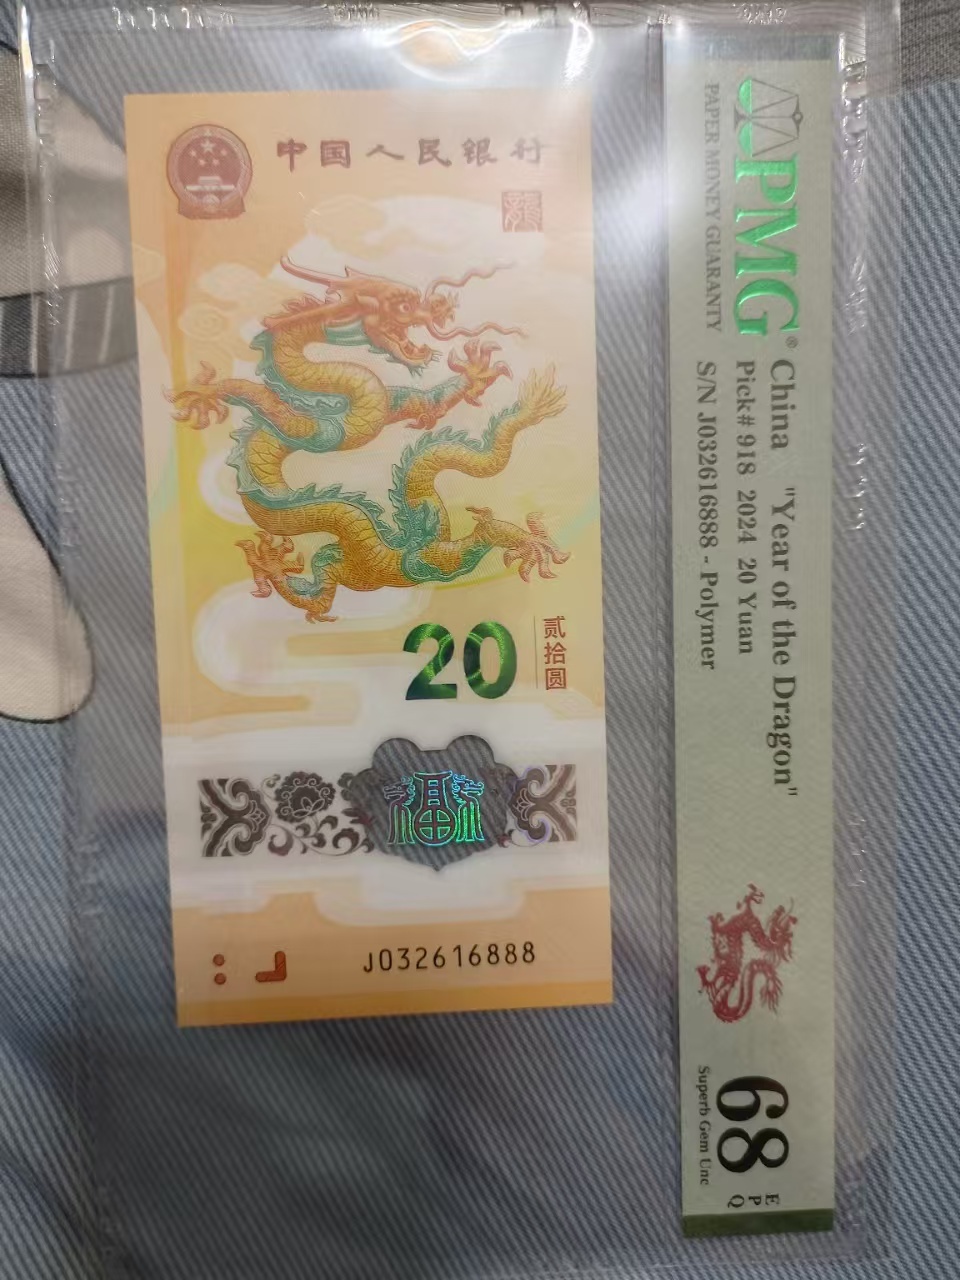 中国人民银行
龍
20
贰拾圆
福
J032616888
PMG®
PAPER MONEY GUARANTY
China "Year of the Dragon"
Pick# 918 2024 20 Yuan
S/N J032616888 - Polymer
68
EPQ
Superb Gem Unc